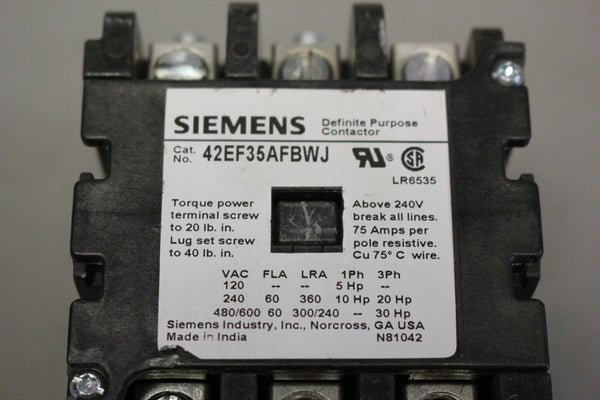 SIEMENS Definite Purpose Contactor
Cat. No. 42EF35AFBWJ RU® SA
LR6535
Torque power
terminal screw
to 20 lb. in.
Lug set screw
to 40 lb. in.
Above 240V
break all lines.
75 Amps per
pole resistive.
Cu 75° C wire.
VAC FLA LRA 1Ph 3Ph
120 -- -- 5 Hp
240 60 360 10 Hp 20 Hp
480/600 60 300/240 -- 30 Hp
Siemens Industry, Inc., Norcross, GA USA
Made in India N81042